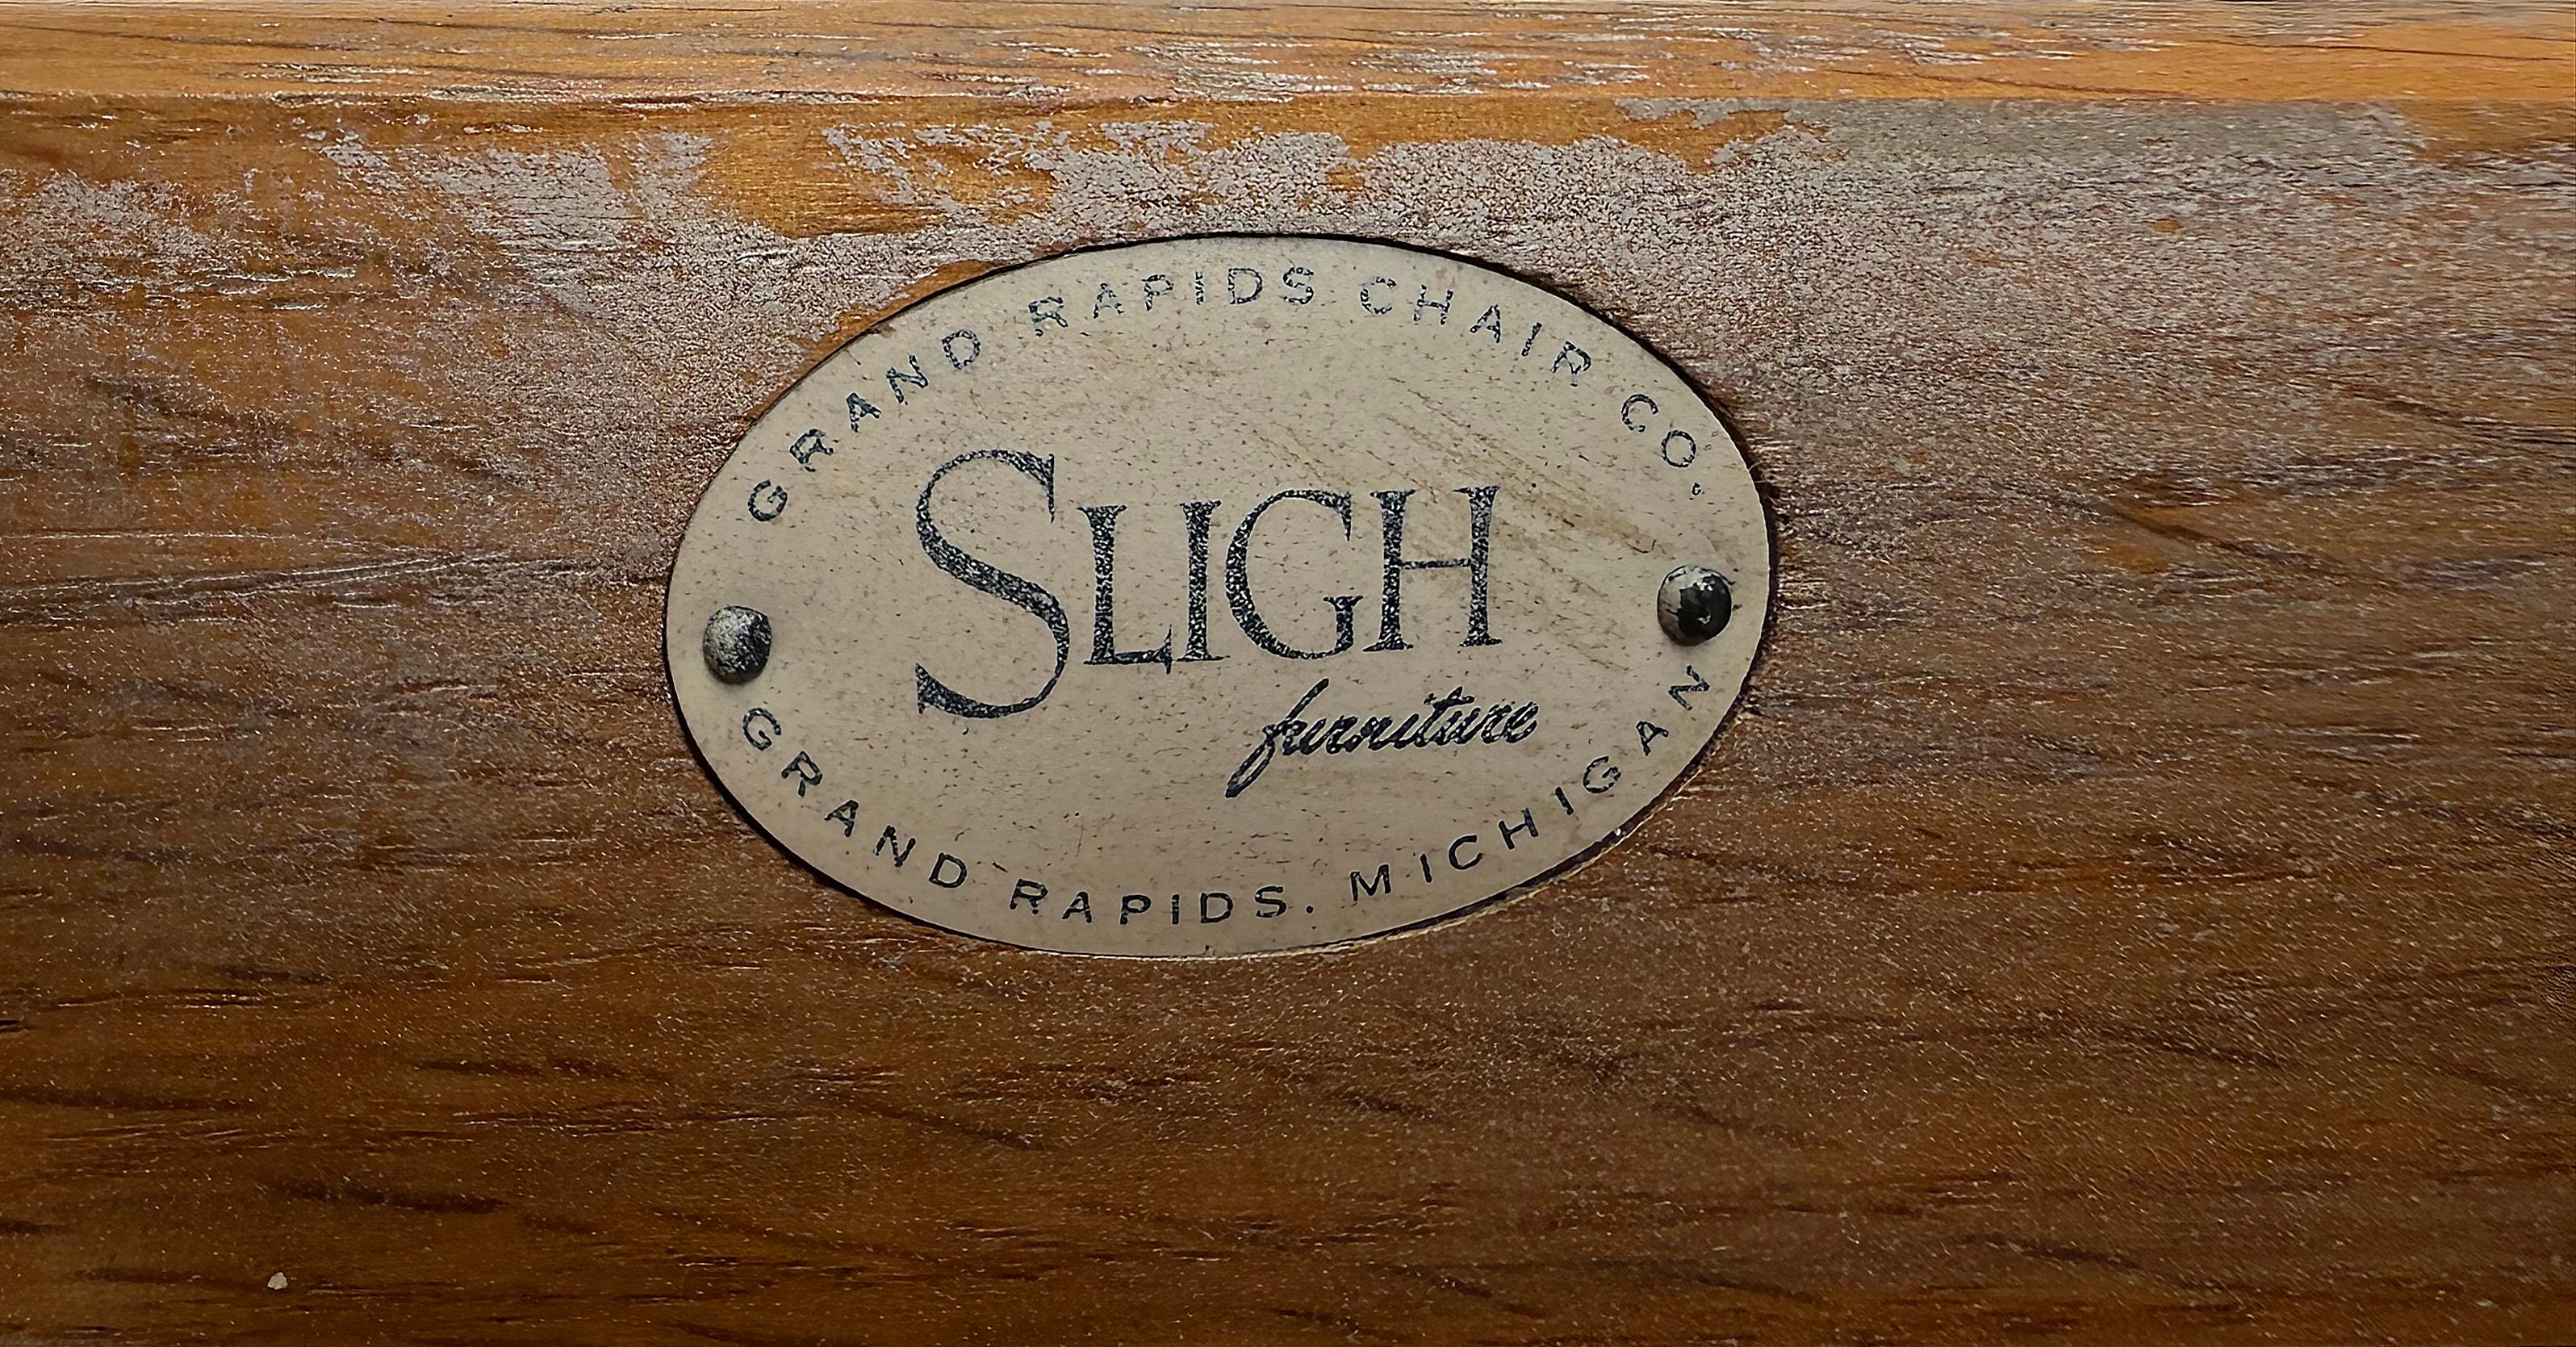 GRAND RAPIDS CHAIR CO.
SLIGH
furniture
GRAND RAPIDS. MICHIGAN